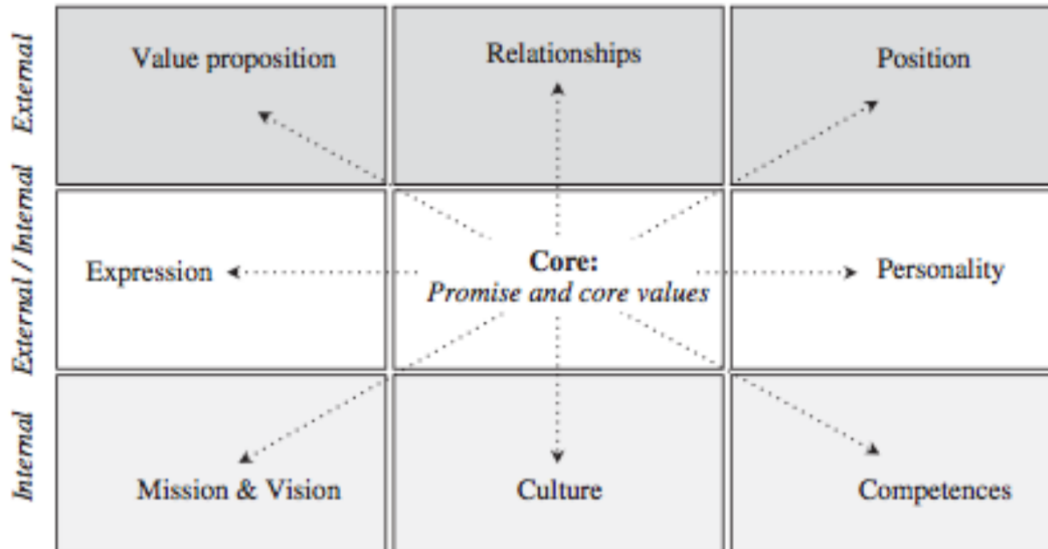 External
Value proposition
Relationships
Position
External / Internal
Expression
Core:
Promise and core values
Personality
Internal
Mission & Vision
Culture
Competences